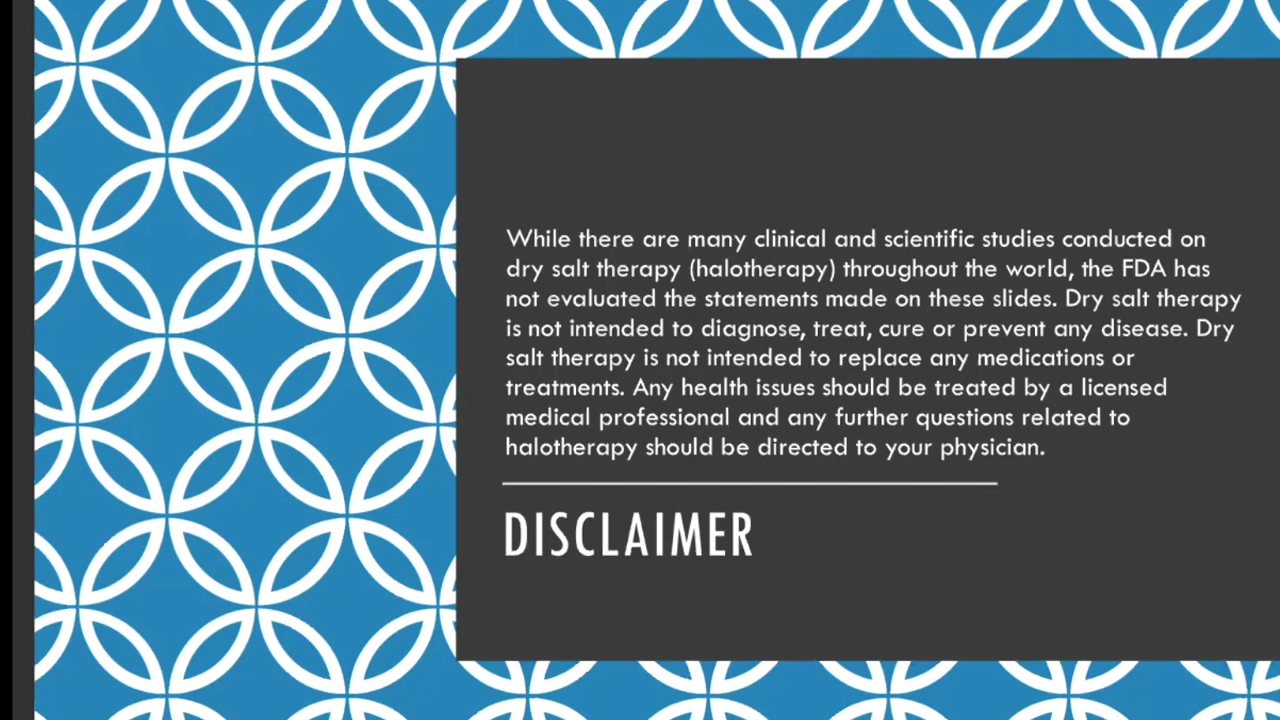 While there are many clinical and scientific studies conducted on
dry salt therapy (halotherapy) throughout the world, the FDA has
not evaluated the statements made on these slides. Dry salt therapy
is not intended to diagnose, treat, cure or prevent any disease. Dry
salt therapy is not intended to replace any medications or
treatments. Any health issues should be treated by a licensed
medical professional and any further questions related to
halotherapy should be directed to your physician.
DISCLAIMER